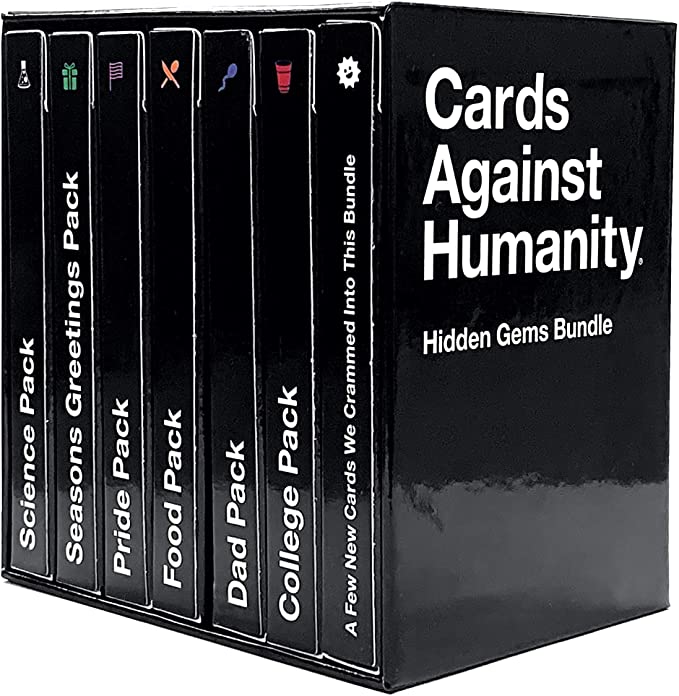 Science Pack
Seasons Greetings Pack
Pride Pack
Food Pack
Dad Pack
College Pack
A Few New Cards We Crammed Into This Bundle
Cards
Against
Humanity®
Hidden Gems Bundle